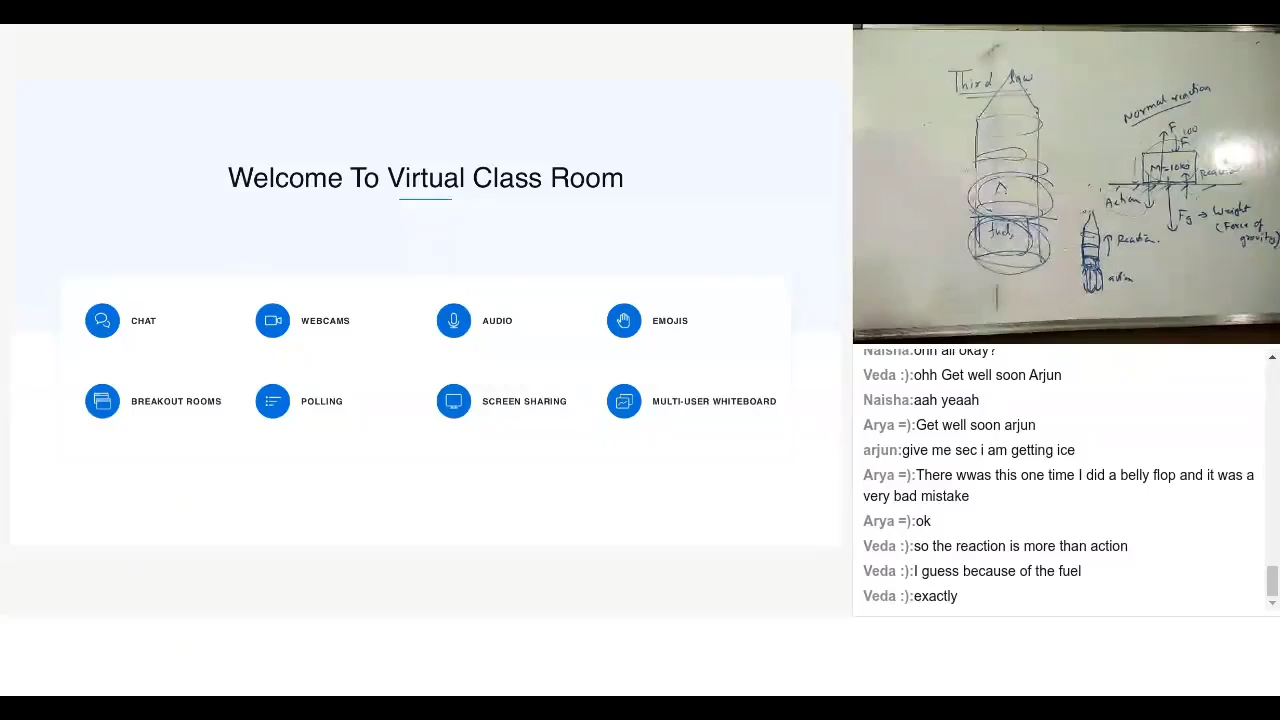 Welcome To Virtual Class Room
CHAT
WEBCAMS
AUDIO
EMOJIS
BREAKOUT ROOMS
POLLING
SCREEN SHARING
MULTI-USER WHITEBOARD
Third law
fuels
Normal reaction
F
100
F
Action
Fg → Weight
(Force of
gravity)
↑ Reaction.
action
Naisha:ohh all okay?
Veda :):ohh Get well soon Arjun
Naisha:aah yeaah
Arya =):Get well soon arjun
arjun:give me sec i am getting ice
Arya =):There wwas this one time I did a belly flop and it was a
very bad mistake
Arya =):ok
Veda :):so the reaction is more than action
Veda :):I guess because of the fuel
Veda :):exactly